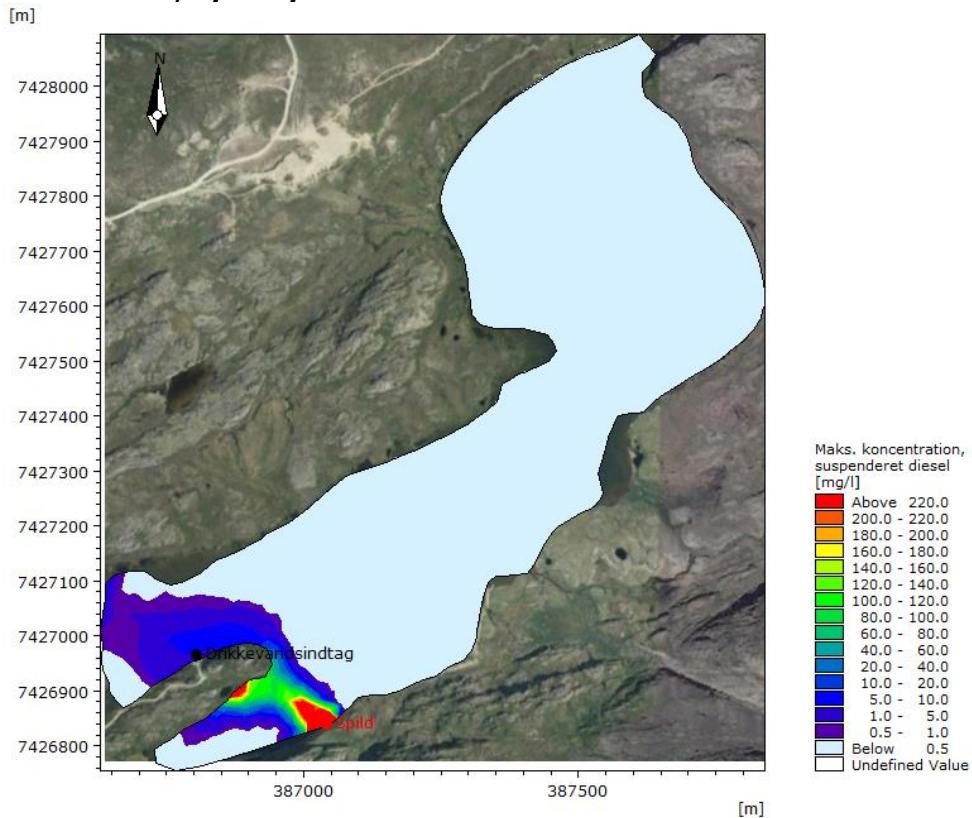 [m]
N
7428000
7427900
7427800
7427700
7427600
7427500
7427400
7427300
7427200
7427100
7427000
7426900
7426800
Drikkevandsindtag
Spild
387000
387500
[m]
Maks. koncentration,
suspenderet diesel
[mg/l]
Above 220.0
200.0 - 220.0
180.0 - 200.0
160.0 - 180.0
140.0 - 160.0
120.0 - 140.0
100.0 - 120.0
80.0 - 100.0
60.0 - 80.0
40.0 - 60.0
20.0 - 40.0
10.0 - 20.0
5.0 - 10.0
1.0 - 5.0
0.5 - 1.0
Below 0.5
Undefined Value